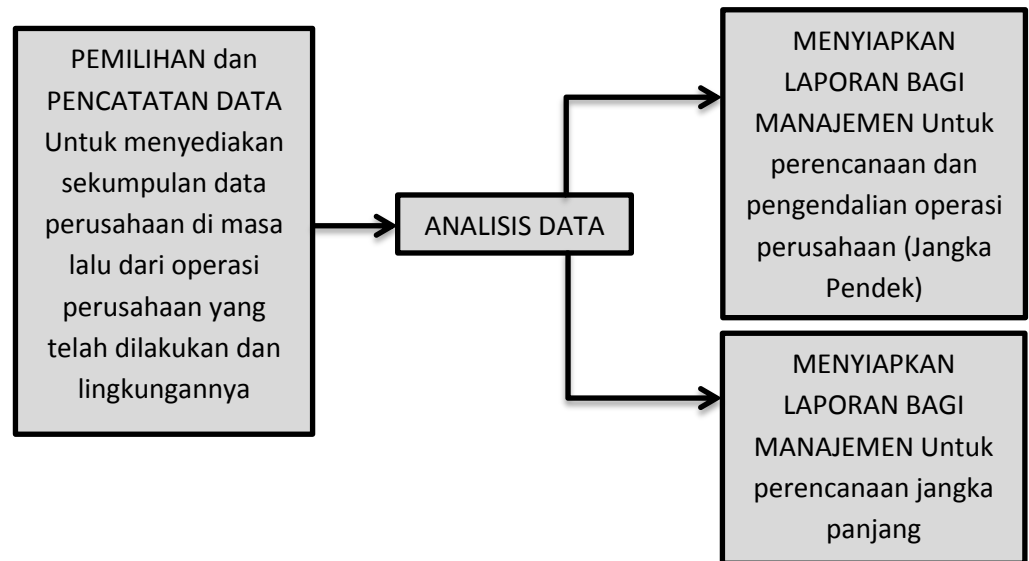 PEMILIHAN dan
PENCATATAN DATA
Untuk menyediakan
sekumpulan data
perusahaan di masa
lalu dari operasi
perusahaan yang
telah dilakukan dan
lingkungannya
ANALISIS DATA
MENYIAPKAN
LAPORAN BAGI
MANAJEMEN Untuk
perencanaan dan
pengendalian operasi
perusahaan (Jangka
Pendek)
MENYIAPKAN
LAPORAN BAGI
MANAJEMEN Untuk
perencanaan jangka
panjang